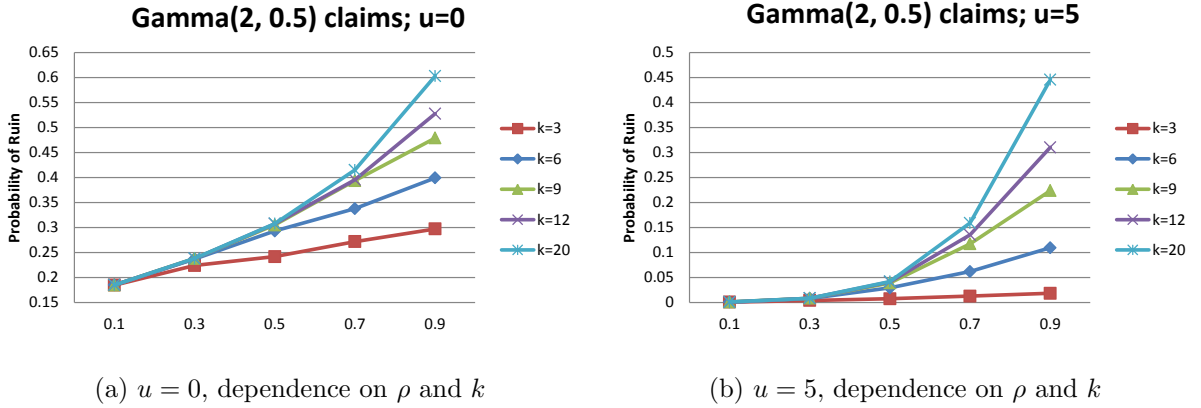 Gamma(2, 0.5) claims; u=0
Probability of Ruin
0.65
0.6
0.55
0.5
0.45
0.4
0.35
0.3
0.25
0.2
0.15
0.1 0.3 0.5 0.7 0.9
k=3
k=6
k=9
k=12
k=20
(a) u = 0, dependence on ρ and k
Gamma(2, 0.5) claims; u=5
Probability of Ruin
0.5
0.45
0.4
0.35
0.3
0.25
0.2
0.15
0.1
0.05
0
0.1 0.3 0.5 0.7 0.9
k=3
k=6
k=9
k=12
k=20
(b) u = 5, dependence on ρ and k